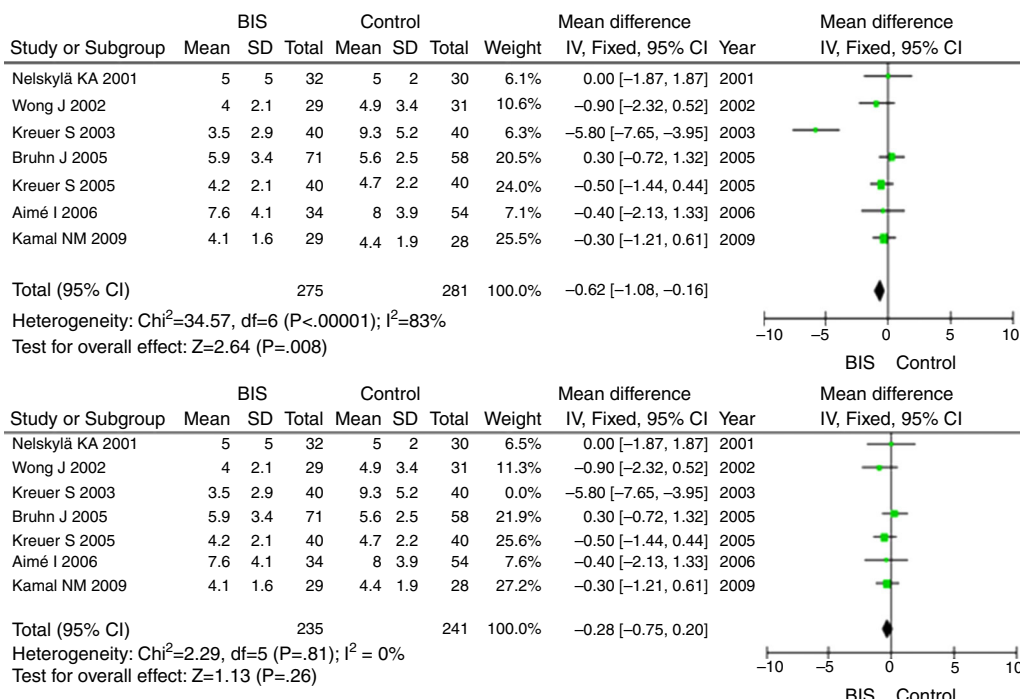 BIS Control Mean difference Mean difference
Study or Subgroup Mean SD Total Mean SD Total Weight IV, Fixed, 95% CI Year IV, Fixed, 95% CI
Nelskylä KA 2001 5 5 32 5 2 30 6.1% 0.00 [−1.87, 1.87] 2001
Wong J 2002 4 2.1 29 4.9 3.4 31 10.6% −0.90 [−2.32, 0.52] 2002
Kreuer S 2003 3.5 2.9 40 9.3 5.2 40 6.3% −5.80 [−7.65, −3.95] 2003
Bruhn J 2005 5.9 3.4 71 5.6 2.5 58 20.5% 0.30 [−0.72, 1.32] 2005
Kreuer S 2005 4.2 2.1 40 4.7 2.2 40 24.0% −0.50 [−1.44, 0.44] 2005
Aimé I 2006 7.6 4.1 34 8 3.9 54 7.1% −0.40 [−2.13, 1.33] 2006
Kamal NM 2009 4.1 1.6 29 4.4 1.9 28 25.5% −0.30 [−1.21, 0.61] 2009
Total (95% CI) 275 281 100.0% −0.62 [−1.08, −0.16]
Heterogeneity: Chi²=34.57, df=6 (P<.00001); I²=83%
Test for overall effect: Z=2.64 (P=.008)
−10 −5 0 5 10
BIS Control
BIS Control Mean difference Mean difference
Study or Subgroup Mean SD Total Mean SD Total Weight IV, Fixed, 95% CI Year IV, Fixed, 95% CI
Nelskylä KA 2001 5 5 32 5 2 30 6.5% 0.00 [−1.87, 1.87] 2001
Wong J 2002 4 2.1 29 4.9 3.4 31 11.3% −0.90 [−2.32, 0.52] 2002
Kreuer S 2003 3.5 2.9 40 9.3 5.2 40 0.0% −5.80 [−7.65, −3.95] 2003
Bruhn J 2005 5.9 3.4 71 5.6 2.5 58 21.9% 0.30 [−0.72, 1.32] 2005
Kreuer S 2005 4.2 2.1 40 4.7 2.2 40 25.6% −0.50 [−1.44, 0.44] 2005
Aimé I 2006 7.6 4.1 34 8 3.9 54 7.6% −0.40 [−2.13, 1.33] 2006
Kamal NM 2009 4.1 1.6 29 4.4 1.9 28 27.2% −0.30 [−1.21, 0.61] 2009
Total (95% CI) 235 241 100.0% −0.28 [−0.75, 0.20]
Heterogeneity: Chi²=2.29, df=5 (P=.81); I² = 0%
Test for overall effect: Z=1.13 (P=.26)
−10 −5 0 5 10
BIS Control